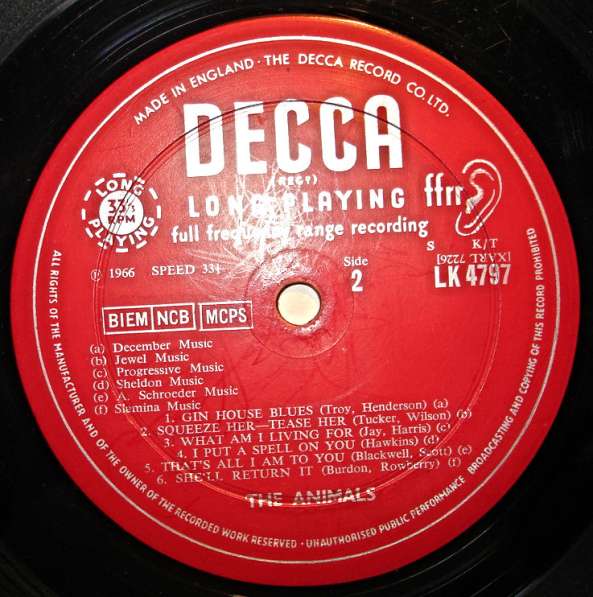 MADE IN ENGLAND · THE DECCA RECORD CO. LTD.
DECCA
(REGT)
LONG PLAYING
full frequency range recording
ffrr
LONG
33⅓
RPM
PLAYING
S K/T
(XARL 7226)
LK 4797
℗ 1966 SPEED 33⅓
Side
2
BIEM NCB MCPS
(a) December Music
(b) Jewel Music
(c) Progressive Music
(d) Sheldon Music
(e) A. Schroeder Music
(f) Slamina Music
1. GIN HOUSE BLUES (Troy, Henderson) (a)
2. SQUEEZE HER—TEASE HER (Tucker, Wilson) (b)
3. WHAT AM I LIVING FOR (Jay, Harris) (c)
4. I PUT A SPELL ON YOU (Hawkins) (d)
5. THAT'S ALL I AM TO YOU (Blackwell, Scott) (e)
6. SHE'LL RETURN IT (Burdon, Rowberry) (f)
THE ANIMALS
ALL RIGHTS OF THE MANUFACTURER AND OF THE OWNER OF THE RECORDED WORK RESERVED · UNAUTHORISED PUBLIC PERFORMANCE BROADCASTING AND COPYING OF THIS RECORD PROHIBITED